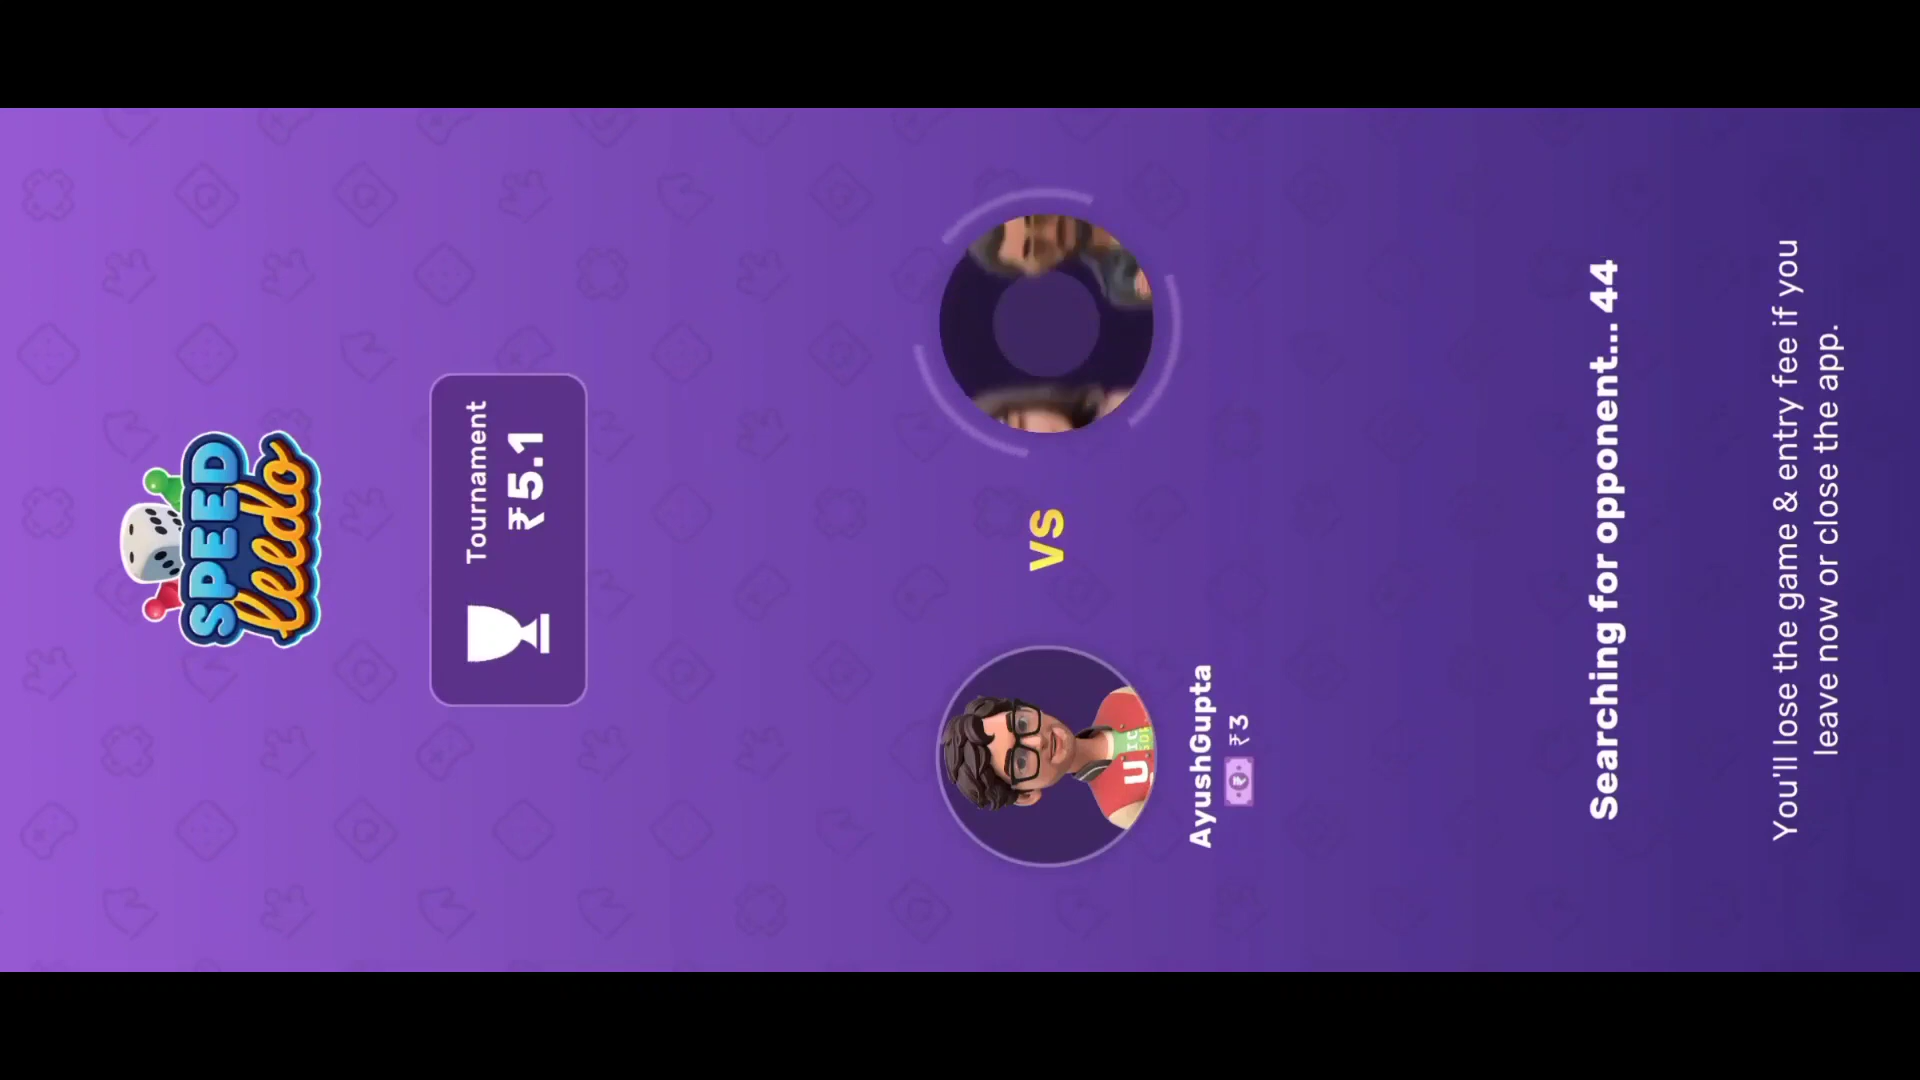 SPEED
leedo
Tournament
₹5.1
VS
AyushGupta
₹3
Searching for opponent... 44
You'll lose the game & entry fee if you
leave now or close the app.